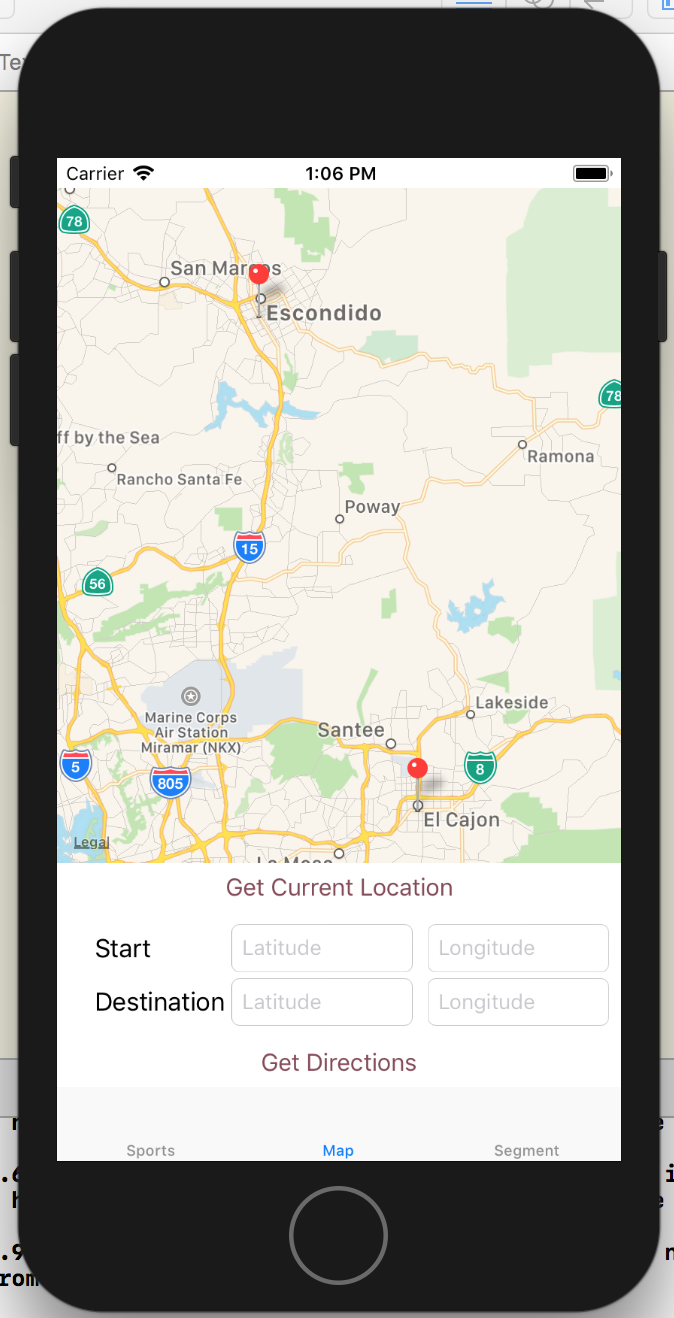 Carrier 1:06 PM
78
San Marcos
Escondido
78
ff by the Sea
Ramona
Rancho Santa Fe
Poway
15
56
Lakeside
Marine Corps
Air Station
Miramar (NKX)
Santee
5
805
8
El Cajon
Legal
Get Current Location
Start Latitude Longitude
Destination Latitude Longitude
Get Directions
Sports Map Segment
rom